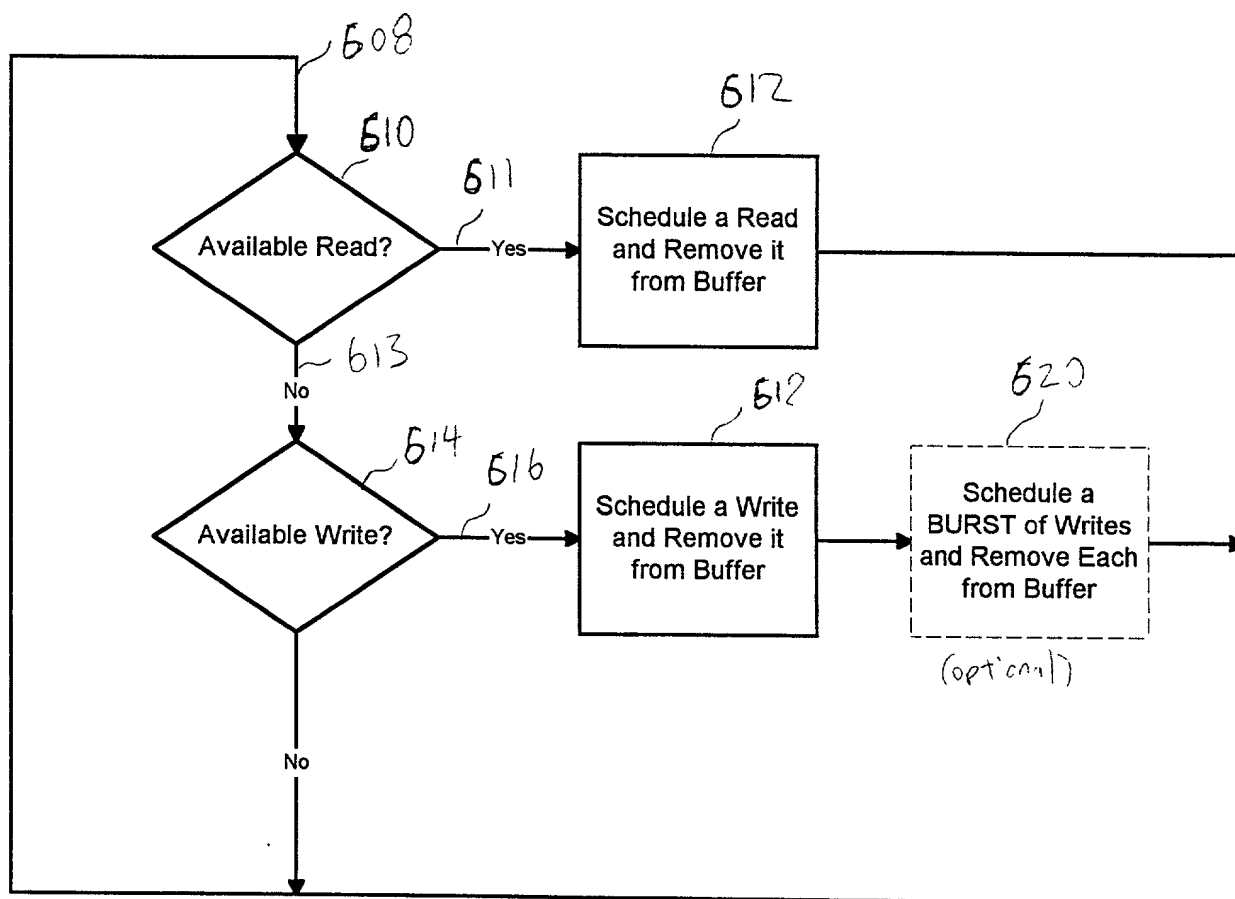 608
610
611
612
Available Read?
Yes
Schedule a Read
and Remove it
from Buffer
613
No
614
616
612
620
Available Write?
Yes
Schedule a Write
and Remove it
from Buffer
Schedule a
BURST of Writes
and Remove Each
from Buffer
(optional)
No